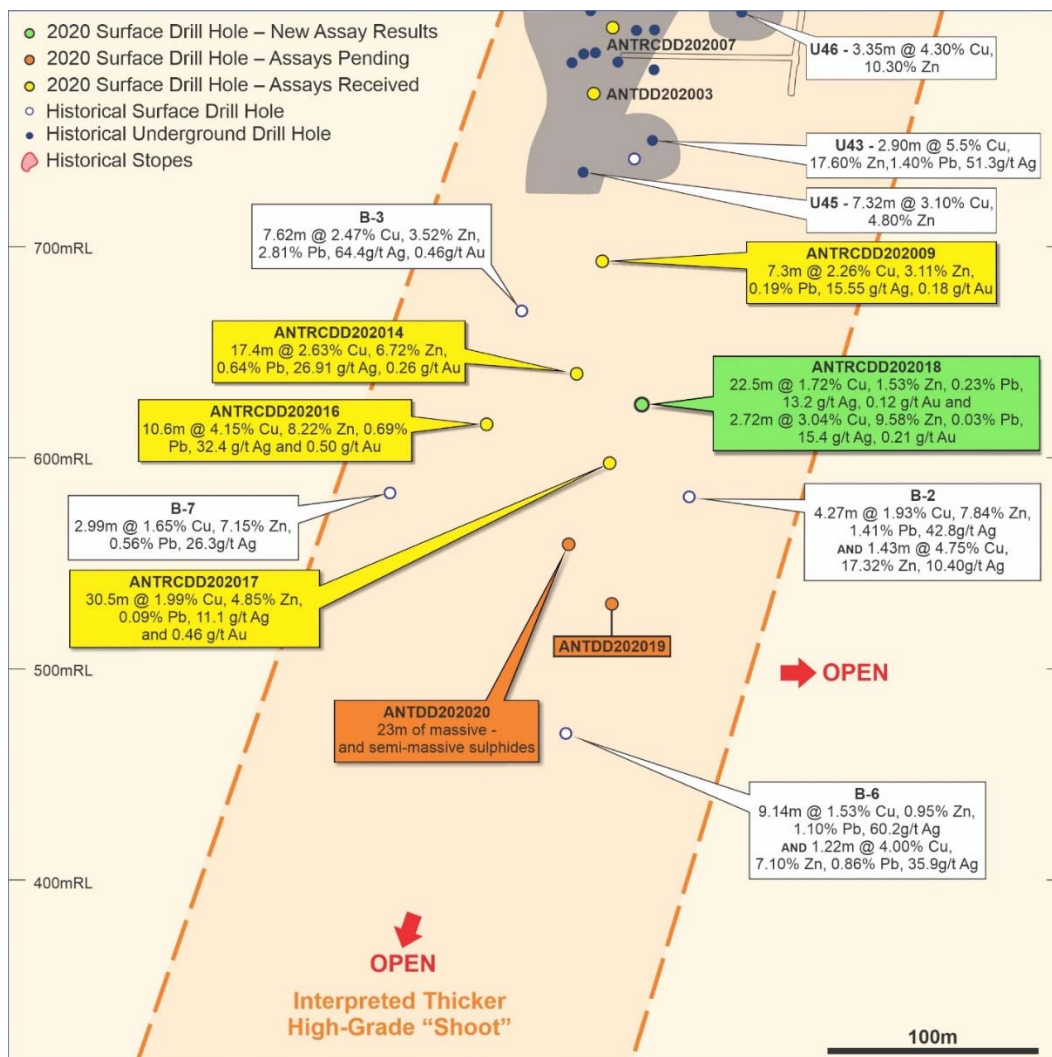 2020 Surface Drill Hole – New Assay Results
2020 Surface Drill Hole – Assays Pending
2020 Surface Drill Hole – Assays Received
Historical Surface Drill Hole
Historical Underground Drill Hole
Historical Stopes
ANTRCDD202007
ANTDD202003
U46 - 3.35m @ 4.30% Cu,
10.30% Zn
U43 - 2.90m @ 5.5% Cu,
17.60% Zn,1.40% Pb, 51.3g/t Ag
U45 - 7.32m @ 3.10% Cu,
4.80% Zn
B-3
7.62m @ 2.47% Cu, 3.52% Zn,
2.81% Pb, 64.4g/t Ag, 0.46g/t Au
700mRL
ANTRCDD202009
7.3m @ 2.26% Cu, 3.11% Zn,
0.19% Pb, 15.55 g/t Ag, 0.18 g/t Au
ANTRCDD202014
17.4m @ 2.63% Cu, 6.72% Zn,
0.64% Pb, 26.91 g/t Ag, 0.26 g/t Au
ANTRCDD202018
22.5m @ 1.72% Cu, 1.53% Zn, 0.23% Pb,
13.2 g/t Ag, 0.12 g/t Au and
2.72m @ 3.04% Cu, 9.58% Zn, 0.03% Pb,
15.4 g/t Ag, 0.21 g/t Au
ANTRCDD202016
10.6m @ 4.15% Cu, 8.22% Zn, 0.69%
Pb, 32.4 g/t Ag and 0.50 g/t Au
600mRL
B-7
2.99m @ 1.65% Cu, 7.15% Zn,
0.56% Pb, 26.3g/t Ag
B-2
4.27m @ 1.93% Cu, 7.84% Zn,
1.41% Pb, 42.8g/t Ag
AND 1.43m @ 4.75% Cu,
17.32% Zn, 10.40g/t Ag
ANTRCDD202017
30.5m @ 1.99% Cu, 4.85% Zn,
0.09% Pb, 11.1 g/t Ag
and 0.46 g/t Au
ANTDD202019
500mRL
OPEN
ANTDD202020
23m of massive -
and semi-massive sulphides
B-6
9.14m @ 1.53% Cu, 0.95% Zn,
1.10% Pb, 60.2g/t Ag
AND 1.22m @ 4.00% Cu,
7.10% Zn, 0.86% Pb, 35.9g/t Ag
400mRL
OPEN
Interpreted Thicker
High-Grade “Shoot”
100m